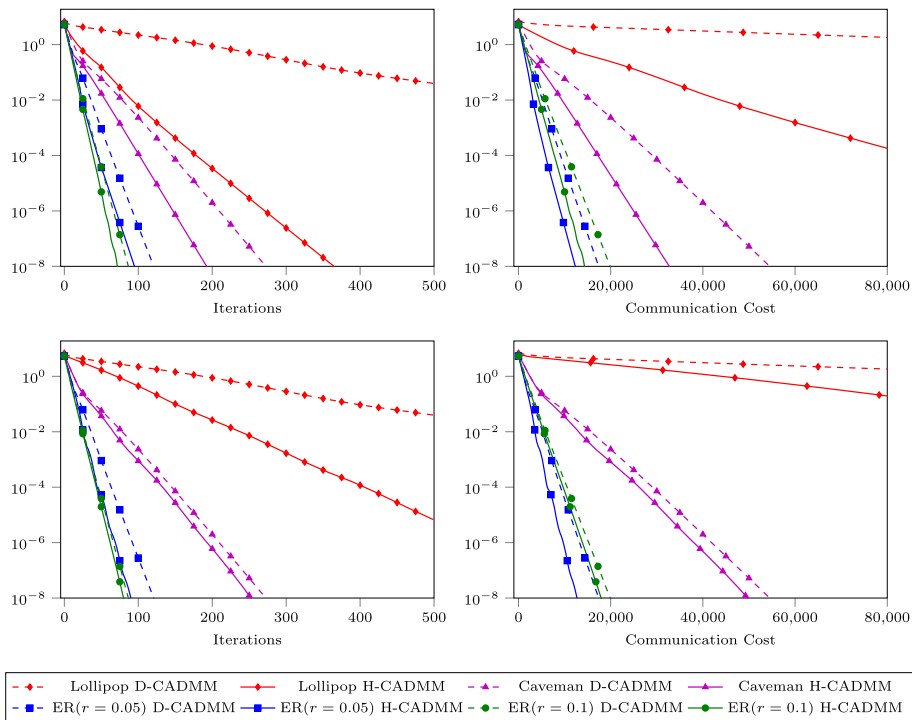 10^0
10^-2
10^-4
10^-6
10^-8
0 100 200 300 400 500
Iterations
10^0
10^-2
10^-4
10^-6
10^-8
0 20,000 40,000 60,000 80,000
Communication Cost
10^0
10^-2
10^-4
10^-6
10^-8
0 100 200 300 400 500
Iterations
10^0
10^-2
10^-4
10^-6
10^-8
0 20,000 40,000 60,000 80,000
Communication Cost
Lollipop D-CADMM Lollipop H-CADMM Caveman D-CADMM Caveman H-CADMM
ER(r = 0.05) D-CADMM ER(r = 0.05) H-CADMM ER(r = 0.1) D-CADMM ER(r = 0.1) H-CADMM